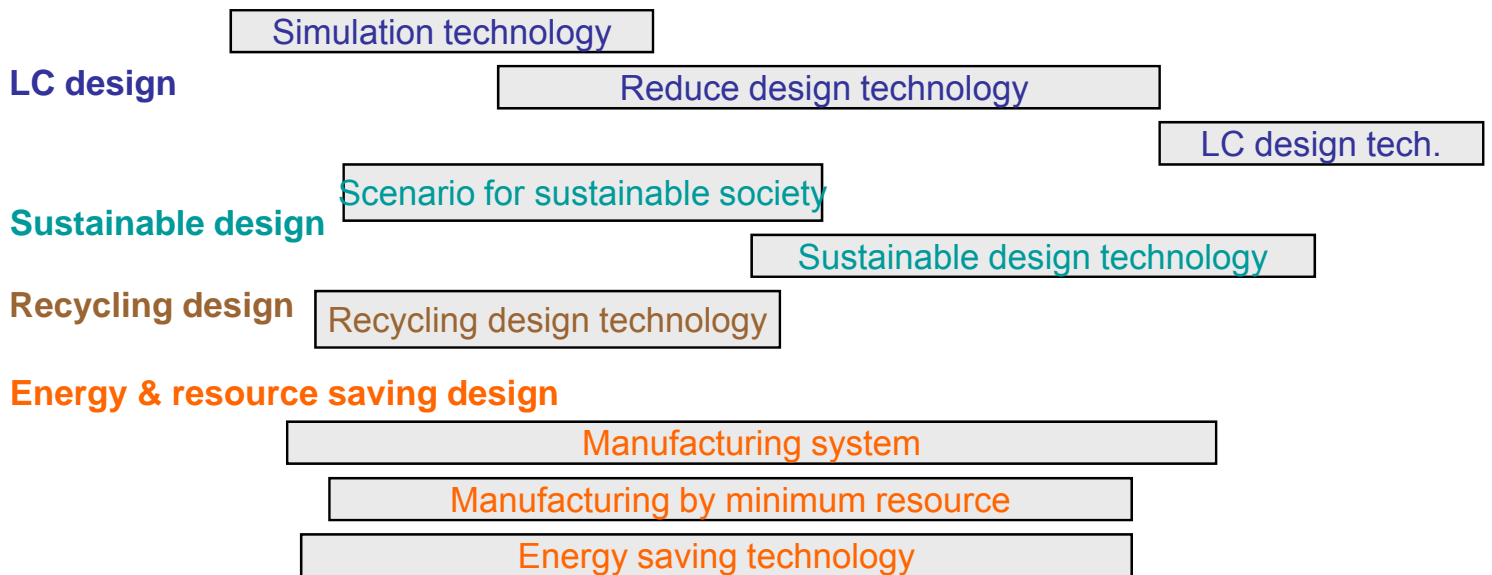 Simulation technology
LC design
Reduce design technology
LC design tech.
Scenario for sustainable society
Sustainable design
Sustainable design technology
Recycling design
Recycling design technology
Energy & resource saving design
Manufacturing system
Manufacturing by minimum resource
Energy saving technology